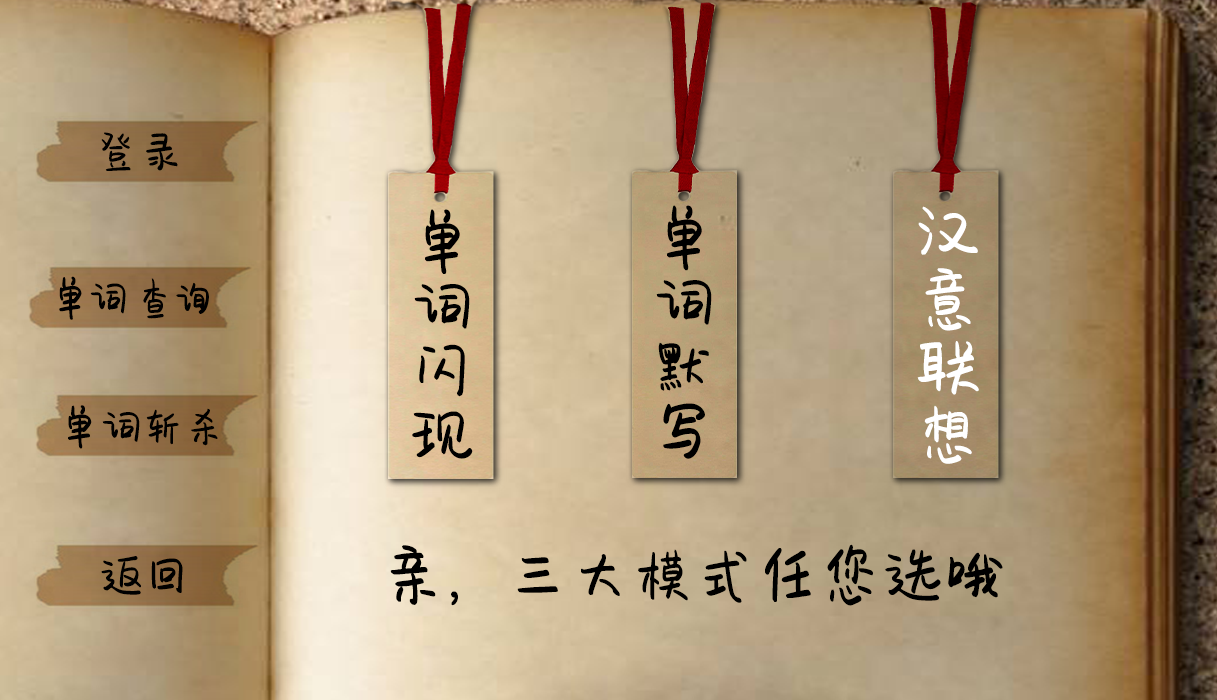 登录
单词查询
单词斩杀
返回
单词闪现
单词默写
汉意联想
亲，三大模式任您选哦